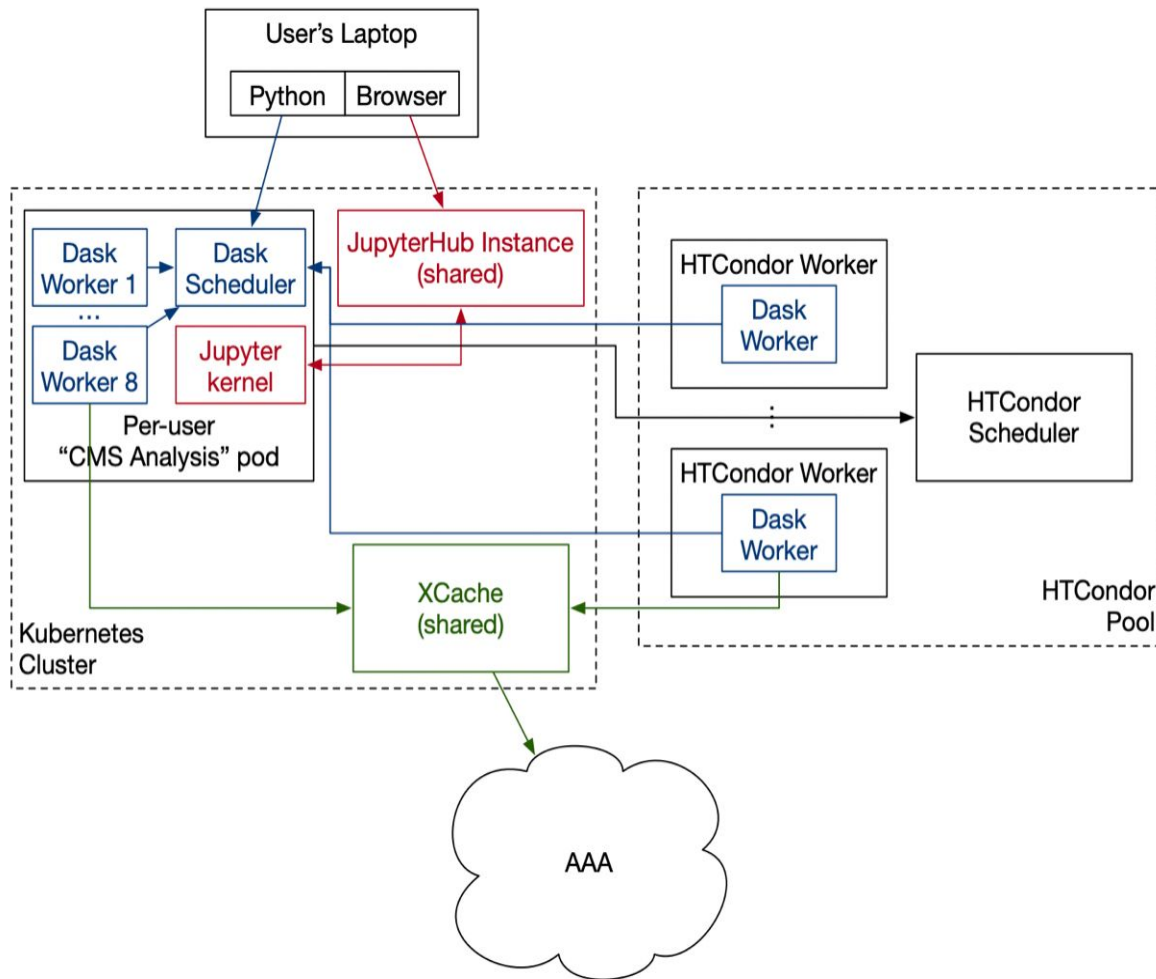 User’s Laptop
Python
Browser
Dask
Worker 1
...
Dask
Worker 8
Dask
Scheduler
Jupyter
kernel
Per-user
“CMS Analysis” pod
JupyterHub Instance
(shared)
XCache
(shared)
Kubernetes
Cluster
HTCondor Worker
Dask
Worker
⋮
HTCondor Worker
Dask
Worker
HTCondor
Scheduler
HTCondor
Pool
AAA